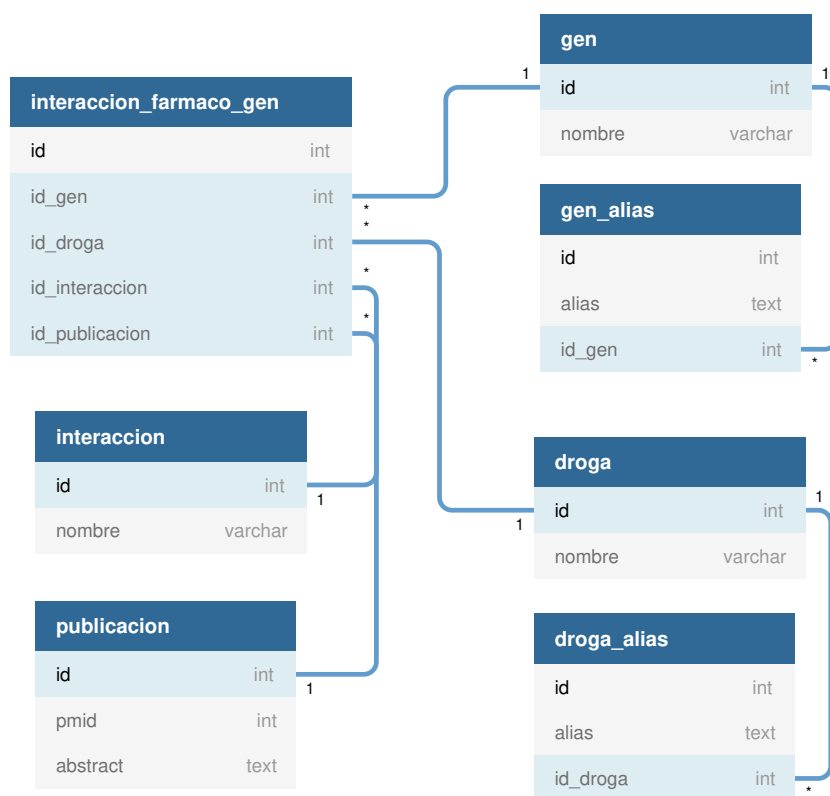 interaccion_farmaco_gen
id int
id_gen int
*
id_droga int
*
id_interaccion int
*
id_publicacion int
*
interaccion
id int
1
nombre varchar
publicacion
id int
1
pmid int
abstract text
gen
1
id int
1
nombre varchar
gen_alias
id int
alias text
id_gen int
*
droga
id int
1
1
nombre varchar
droga_alias
id int
alias text
id_droga int
*